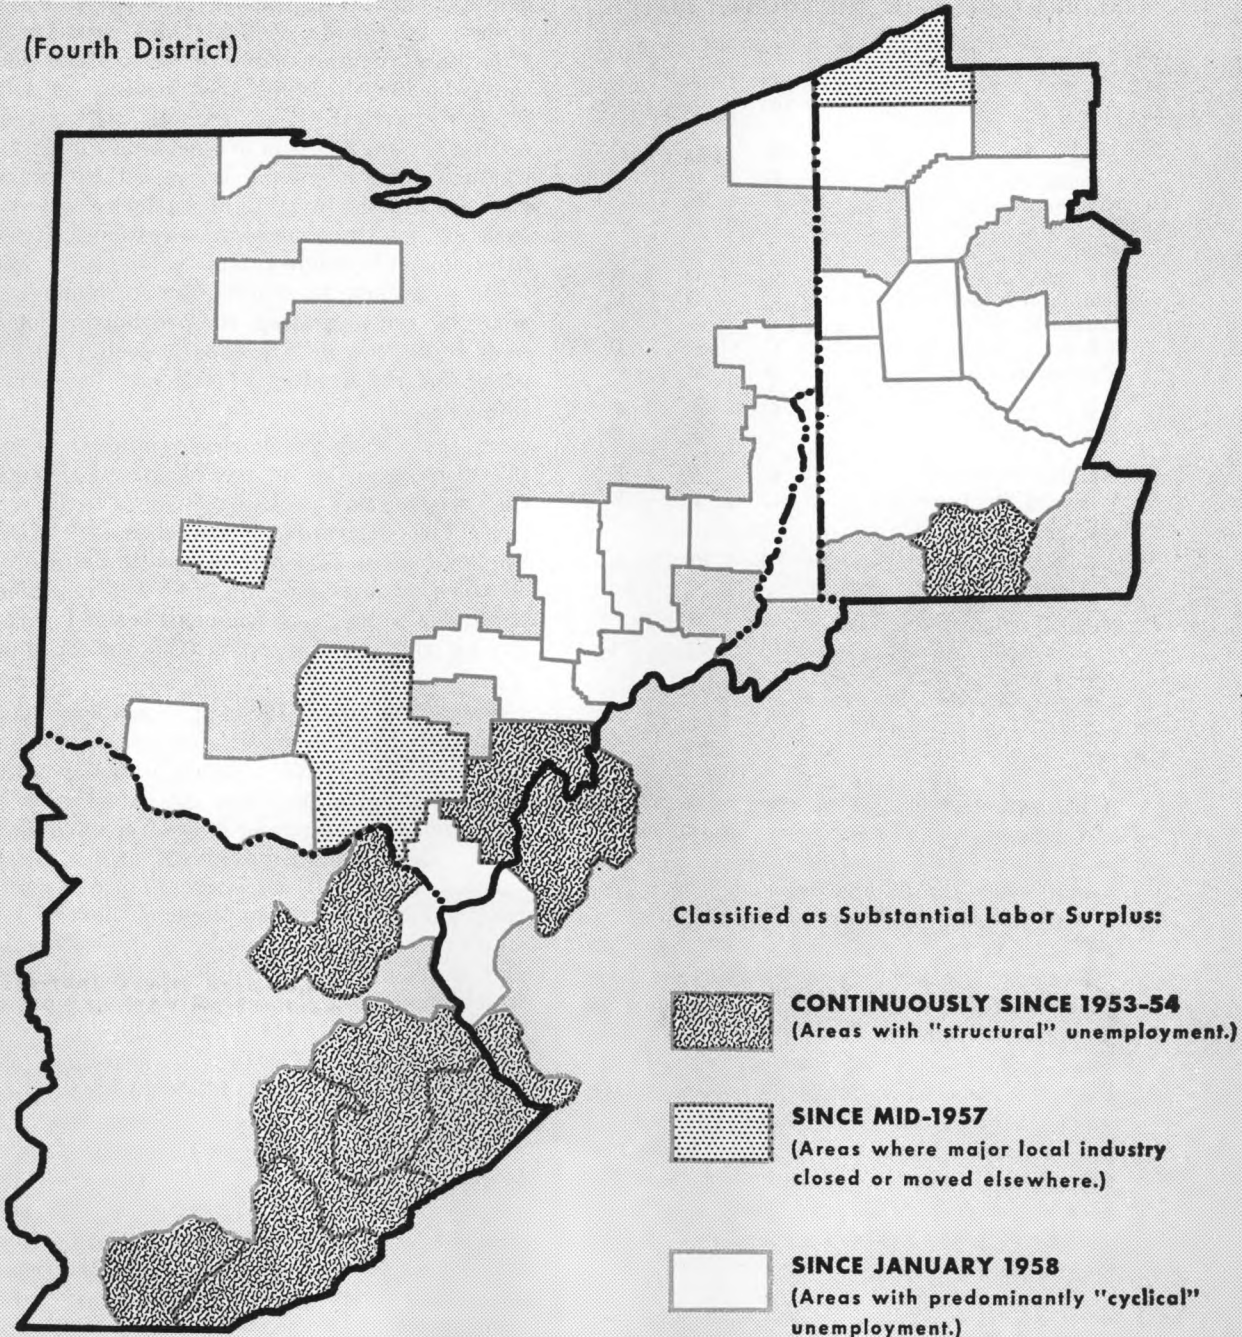 (Fourth District)
Classified as Substantial Labor Surplus:
CONTINUOUSLY SINCE 1953-54
(Areas with "structural" unemployment.)
SINCE MID-1957
(Areas where major local industry
closed or moved elsewhere.)
SINCE JANUARY 1958
(Areas with predominantly "cyclical"
unemployment.)